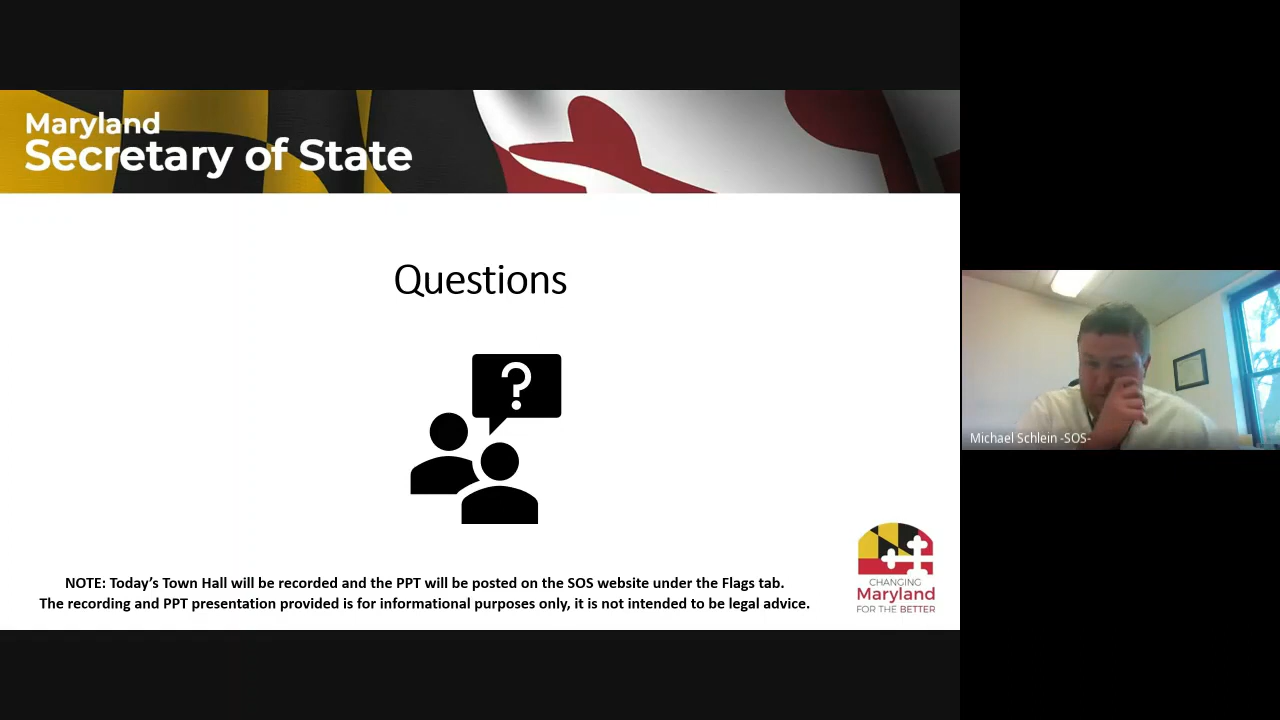 Maryland
Secretary of State
Questions
?
NOTE: Today's Town Hall will be recorded and the PPT will be posted on the SOS website under the Flags tab.
The recording and PPT presentation provided is for informational purposes only, it is not intended to be legal advice.
CHANGING
Maryland
FOR THE BETTER
Michael Schlein -SOS-